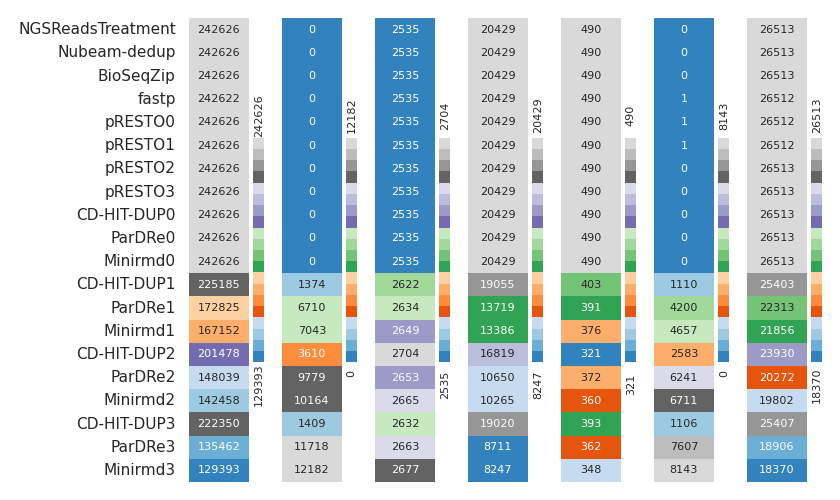 NGSReadsTreatment 242626 0 2535 20429 490 0 26513
Nubeam-dedup 242626 0 2535 20429 490 0 26513
BioSeqZip 242626 0 2535 20429 490 0 26513
fastp 242622 0 2535 20429 490 1 26512
pRESTO0 242626 0 2535 20429 490 1 26512
242626 12182 2704 20429 490 8143 26513
pRESTO1 242626 0 2535 20429 490 1 26512
pRESTO2 242626 0 2535 20429 490 0 26513
pRESTO3 242626 0 2535 20429 490 0 26513
CD-HIT-DUP0 242626 0 2535 20429 490 0 26513
ParDRe0 242626 0 2535 20429 490 0 26513
Minirmd0 242626 0 2535 20429 490 0 26513
CD-HIT-DUP1 225185 1374 2622 19055 403 1110 25403
ParDRe1 172825 6710 2634 13719 391 4200 22313
Minirmd1 167152 7043 2649 13386 376 4657 21856
CD-HIT-DUP2 201478 3610 2704 16819 321 2583 23930
ParDRe2 148039 9779 2653 10650 372 6241 20272
129393 0 2535 8247 321 0 18370
Minirmd2 142458 10164 2665 10265 360 6711 19802
CD-HIT-DUP3 222350 1409 2632 19020 393 1106 25407
ParDRe3 135462 11718 2663 8711 362 7607 18906
Minirmd3 129393 12182 2677 8247 348 8143 18370